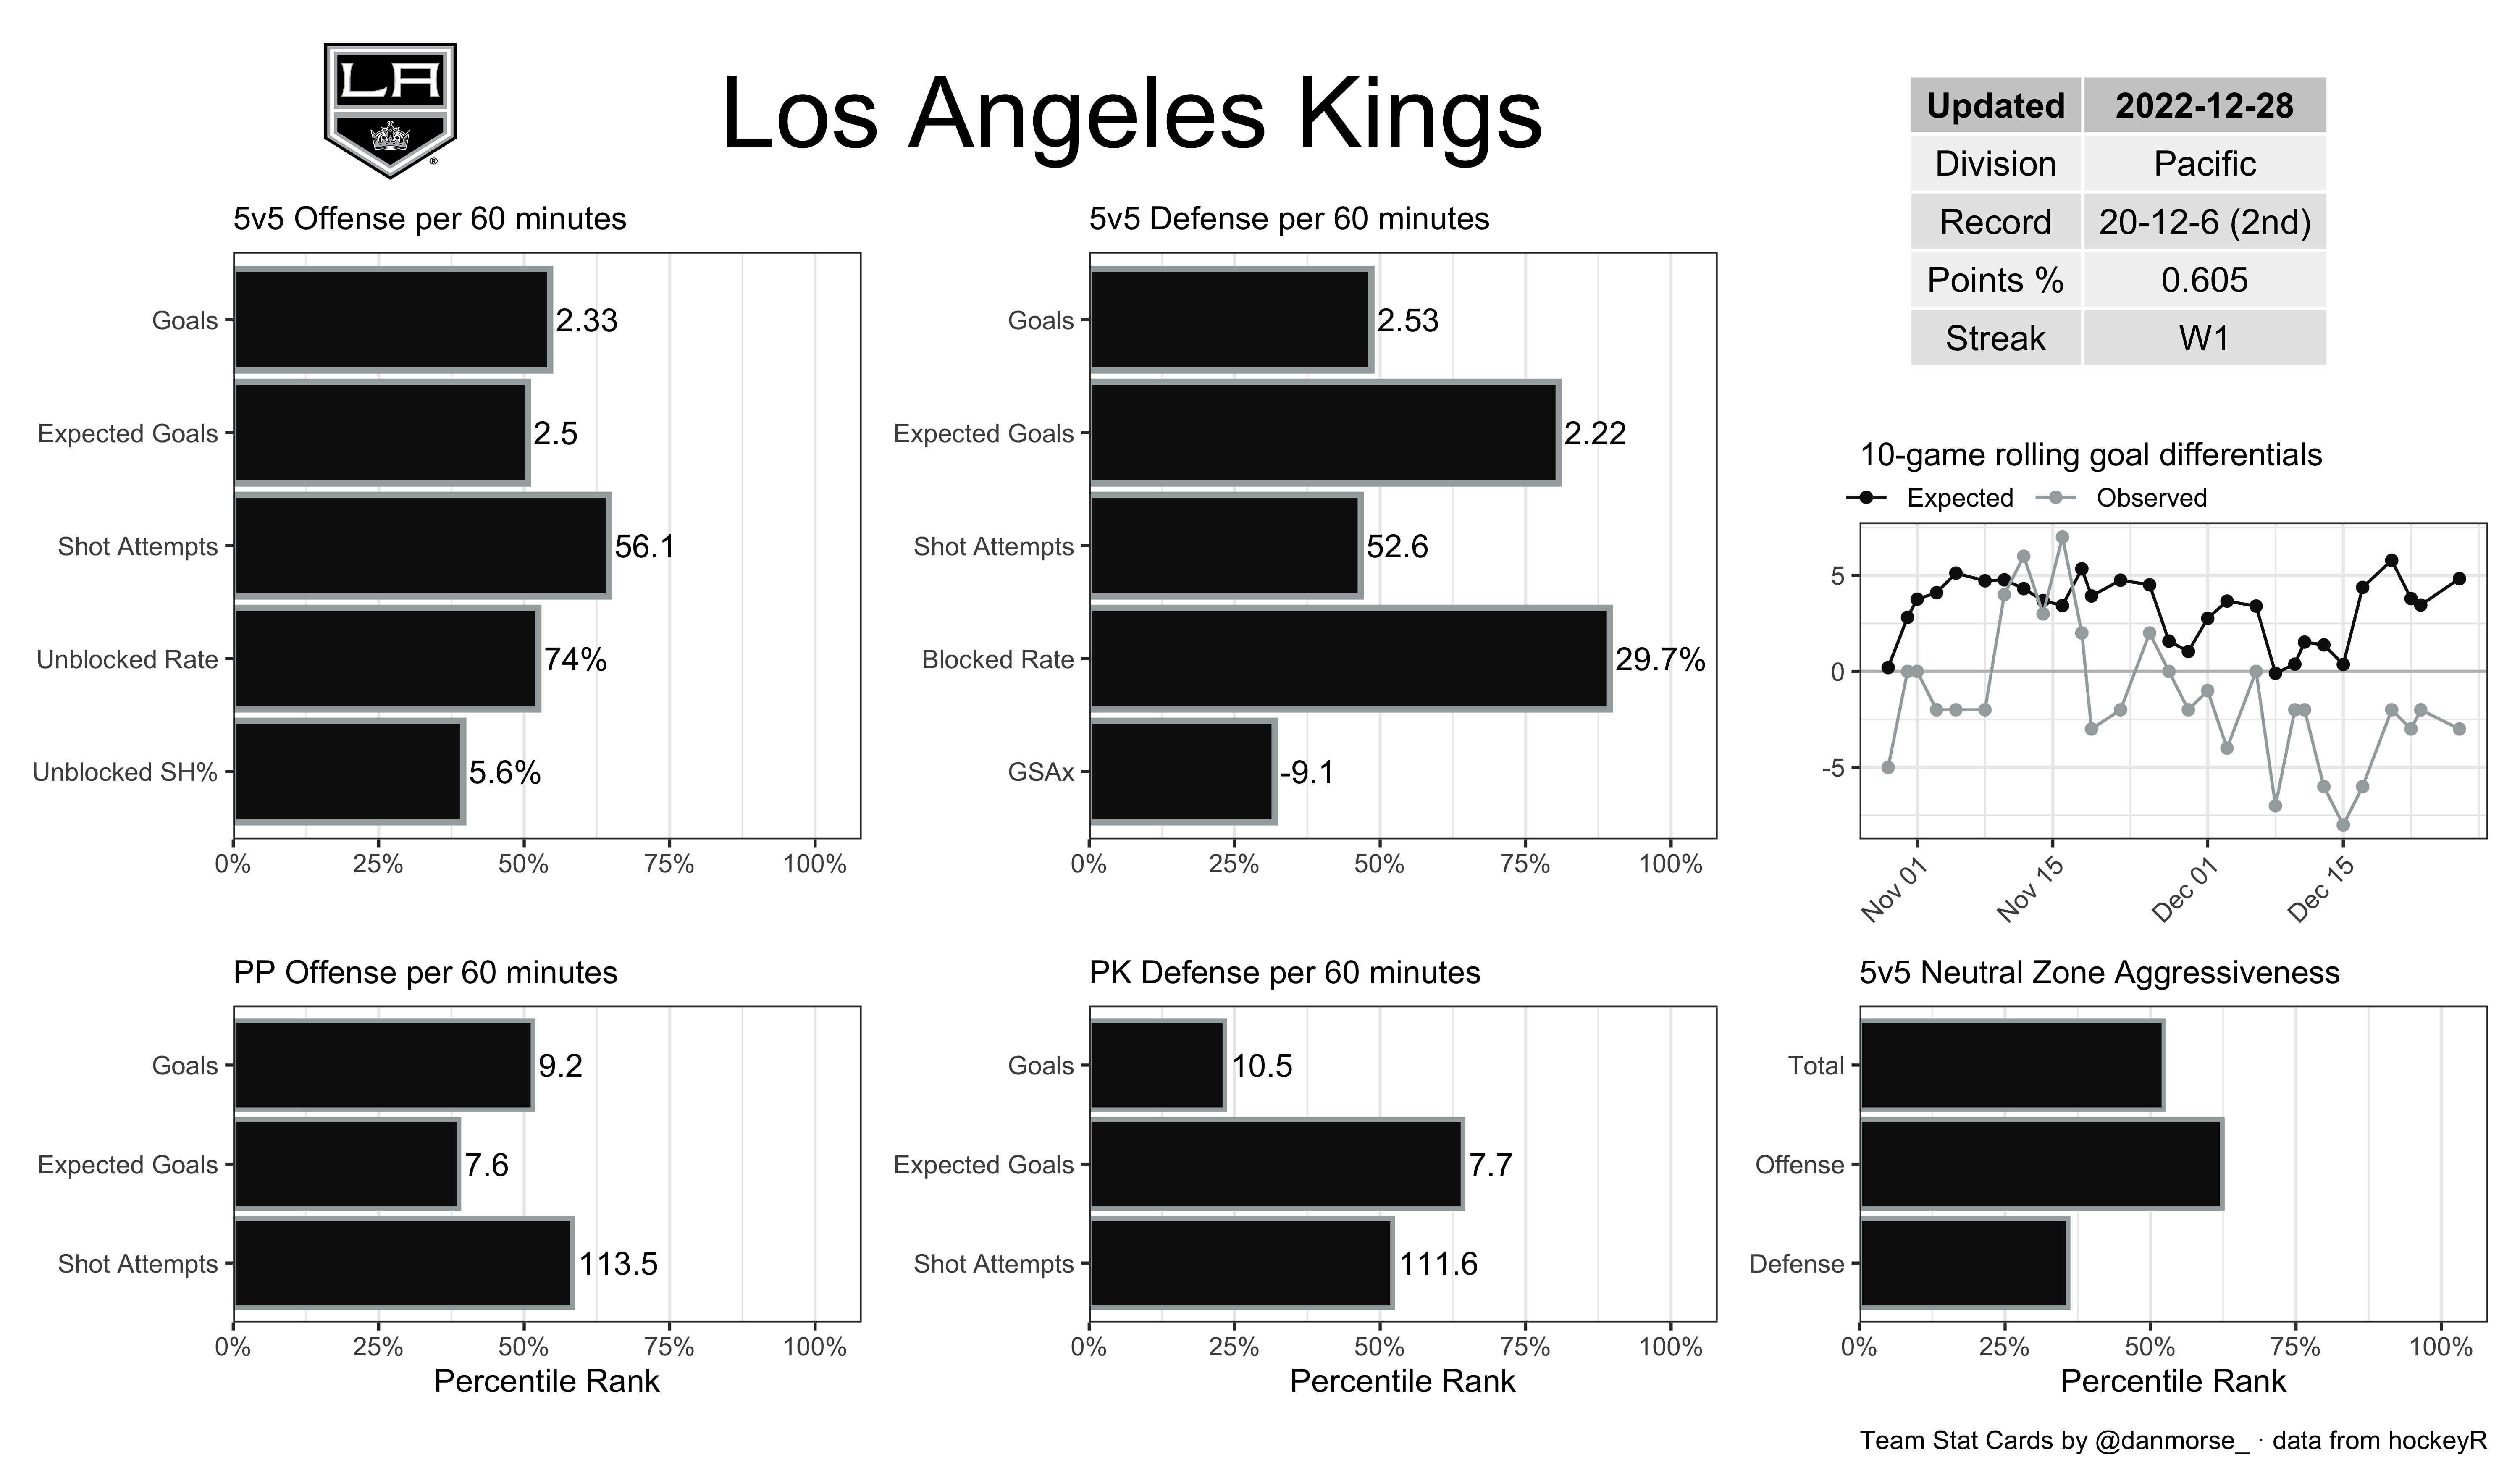 LA
®
Los Angeles Kings
Updated 2022-12-28
Division Pacific
Record 20-12-6 (2nd)
Points % 0.605
Streak W1
5v5 Offense per 60 minutes
Goals 2.33
Expected Goals 2.5
Shot Attempts 56.1
Unblocked Rate 74%
Unblocked SH% 5.6%
0% 25% 50% 75% 100%
5v5 Defense per 60 minutes
Goals 2.53
Expected Goals 2.22
Shot Attempts 52.6
Blocked Rate 29.7%
GSAx -9.1
0% 25% 50% 75% 100%
10-game rolling goal differentials
Expected Observed
5
0
-5
Nov 01 Nov 15 Dec 01 Dec 15
PP Offense per 60 minutes
Goals 9.2
Expected Goals 7.6
Shot Attempts 113.5
0% 25% 50% 75% 100%
Percentile Rank
PK Defense per 60 minutes
Goals 10.5
Expected Goals 7.7
Shot Attempts 111.6
0% 25% 50% 75% 100%
Percentile Rank
5v5 Neutral Zone Aggressiveness
Total
Offense
Defense
0% 25% 50% 75% 100%
Percentile Rank
Team Stat Cards by @danmorse_ · data from hockeyR